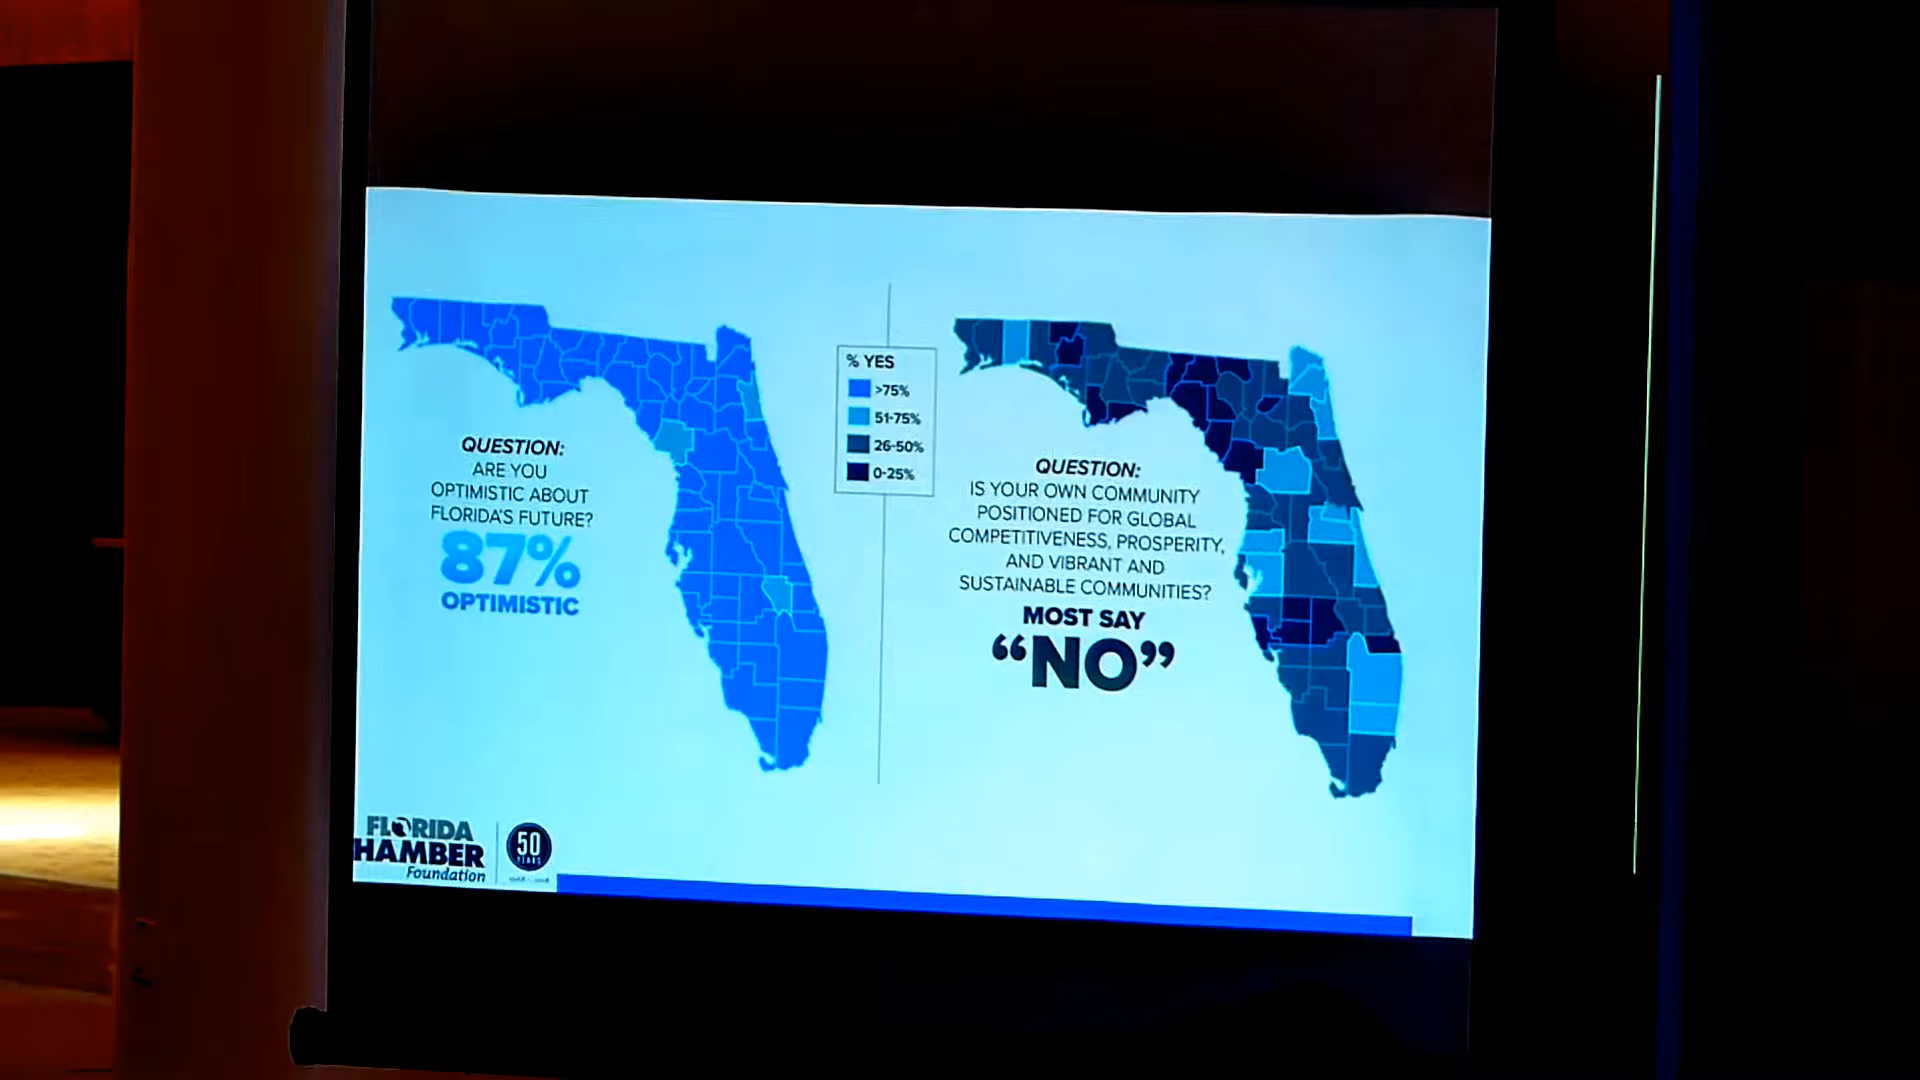 QUESTION:
ARE YOU
OPTIMISTIC ABOUT
FLORIDA'S FUTURE?
87%
OPTIMISTIC
% YES
>75%
51-75%
26-50%
0-25%
QUESTION:
IS YOUR OWN COMMUNITY
POSITIONED FOR GLOBAL
COMPETITIVENESS, PROSPERITY,
AND VIBRANT AND
SUSTAINABLE COMMUNITIES?
MOST SAY
“NO”
FLORIDA
HAMBER
Foundation
50
YEARS